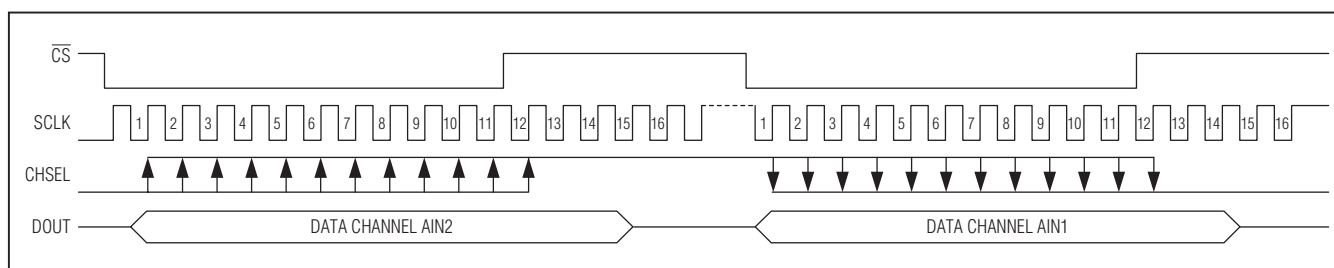 CS
SCLK 1 2 3 4 5 6 7 8 9 10 11 12 13 14 15 16 1 2 3 4 5 6 7 8 9 10 11 12 13 14 15 16
CHSEL
DOUT DATA CHANNEL AIN2 DATA CHANNEL AIN1